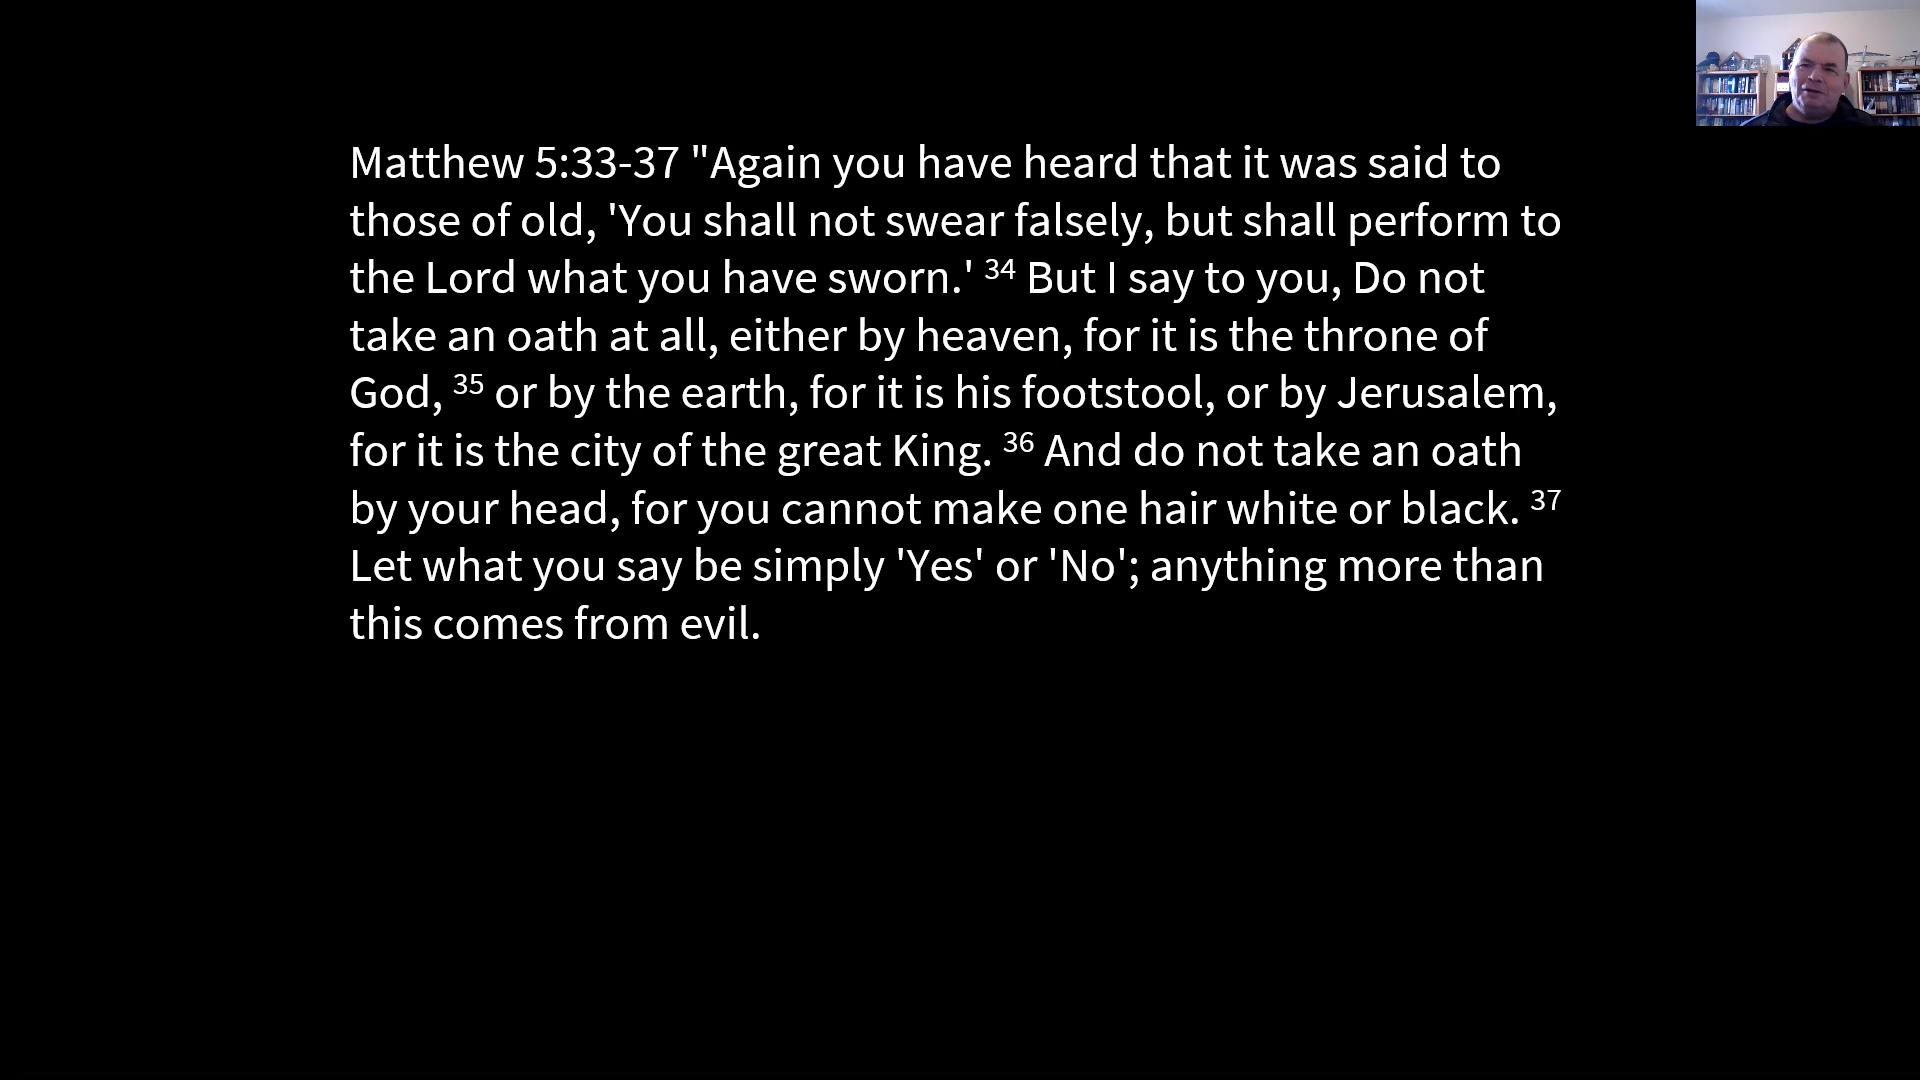 Matthew 5:33-37 "Again you have heard that it was said to
those of old, 'You shall not swear falsely, but shall perform to
the Lord what you have sworn.' 34 But I say to you, Do not
take an oath at all, either by heaven, for it is the throne of
God, 35 or by the earth, for it is his footstool, or by Jerusalem,
for it is the city of the great King. 36 And do not take an oath
by your head, for you cannot make one hair white or black. 37
Let what you say be simply 'Yes' or 'No'; anything more than
this comes from evil.